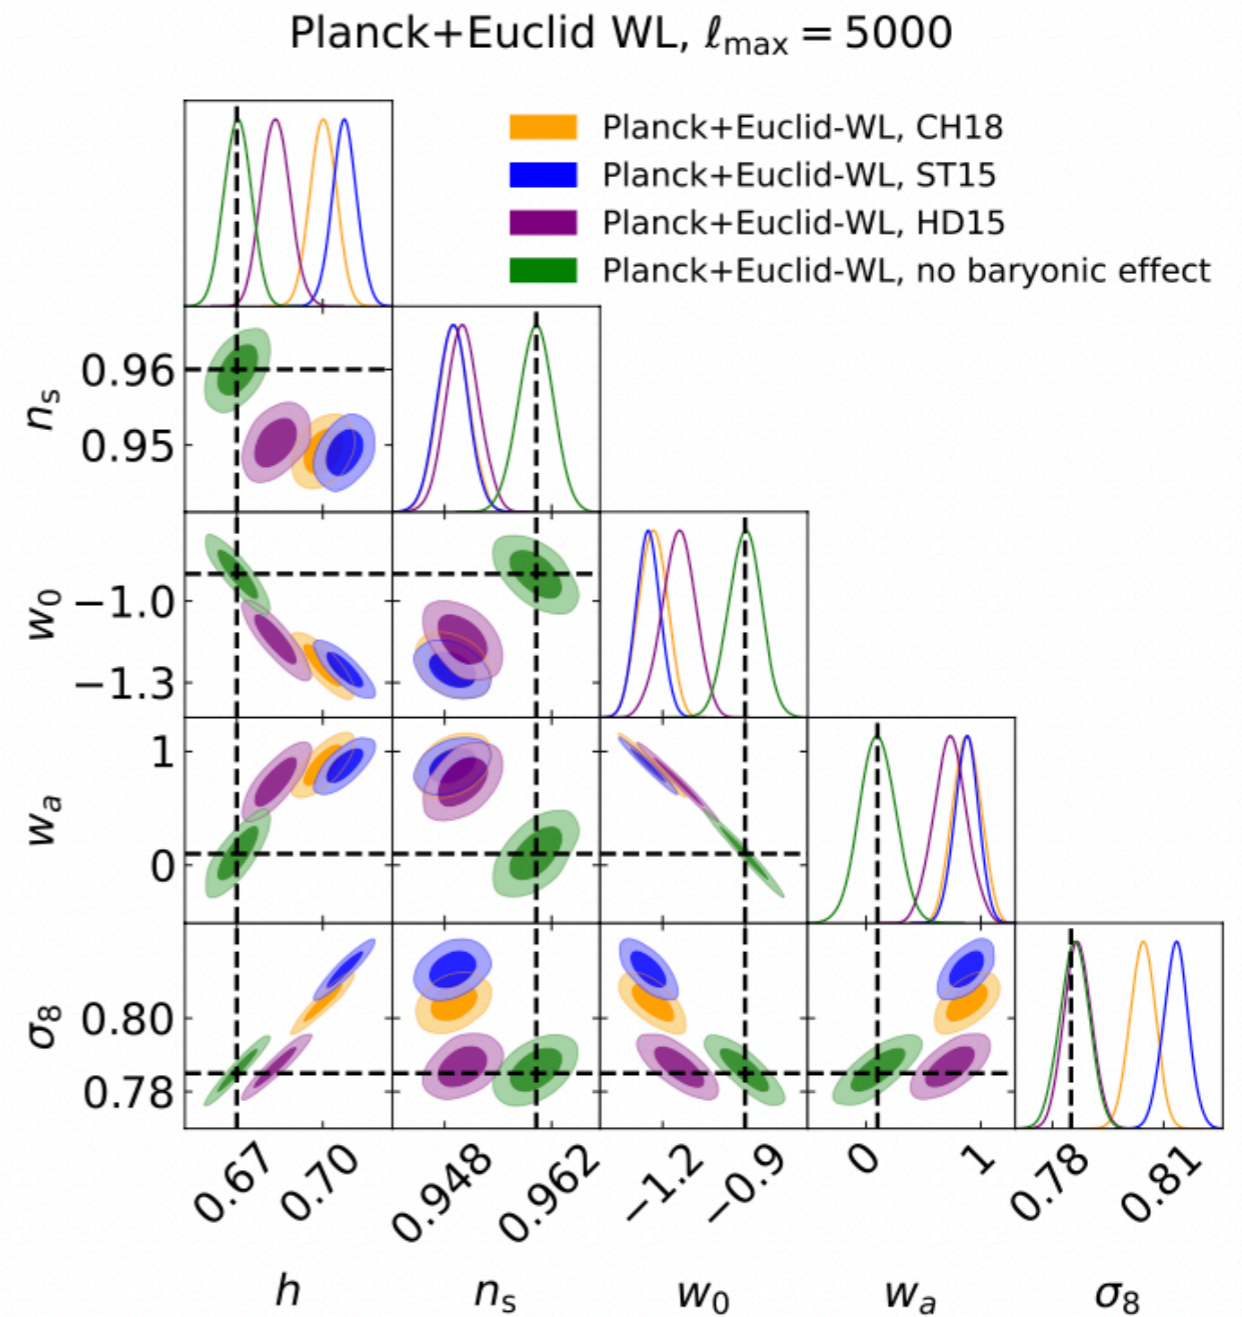 Planck+Euclid WL, ℓmax = 5000
Planck+Euclid-WL, CH18
Planck+Euclid-WL, ST15
Planck+Euclid-WL, HD15
Planck+Euclid-WL, no baryonic effect
ns
0.96
0.95
w0
−1.0
−1.3
wa
1
0
σ8
0.80
0.78
0.67 0.70 0.948 0.962 −1.2 −0.9 0 1 0.78 0.81
h ns w0 wa σ8